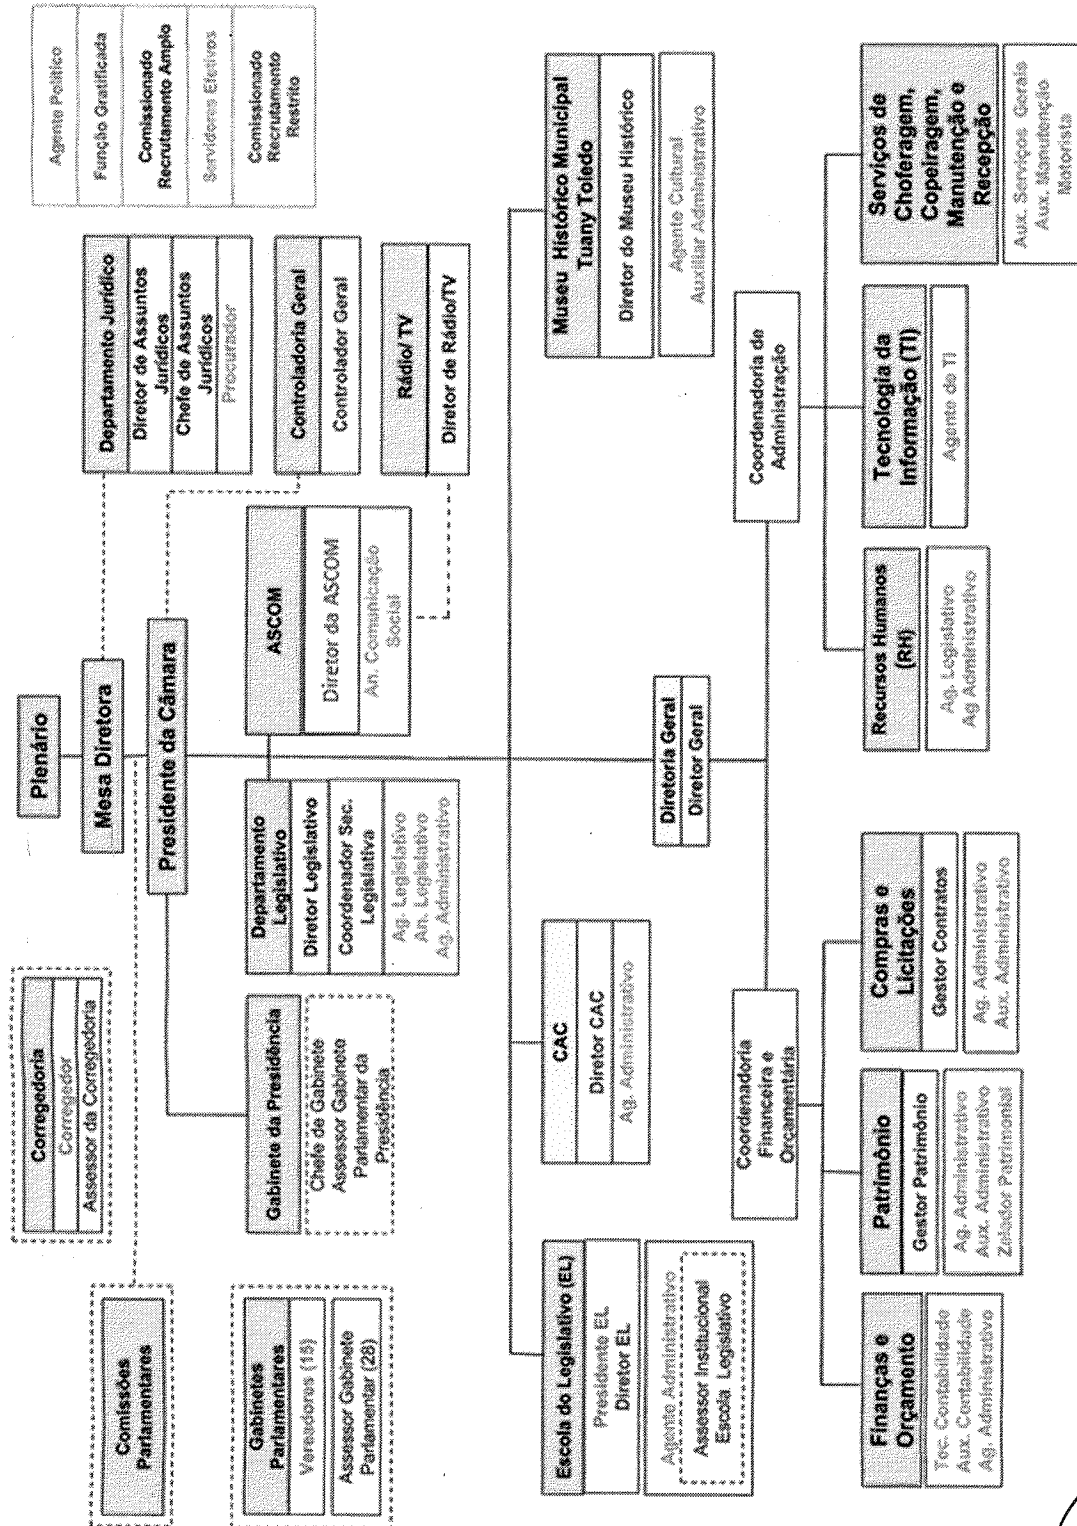 Plenário
Mesa Diretora
Presidente da Câmara
Agente Político
Função Gratificada
Comissionado
Recrutamento Amplo
Servidores Efetivos
Comissionado
Recrutamento
Restrito
Corregedoria
Corregedor
Assessor da Corregedoria
Comissões
Parlamentares
Gabinetes
Parlamentares
Vereadores (15)
Assessor Gabinete
Parlamentar (28)
Gabinete da Presidência
Chefe de Gabinete
Assessor Gabinete
Parlamentar da
Presidência
Departamento
Legislativo
Diretor Legislativo
Coordenador Sec.
Legislativa
Ag. Legislativo
An. Legislativo
Ag. Administrativo
ASCOM
Diretor da ASCOM
An. Comunicação
Social
Departamento Jurídico
Diretor de Assuntos
Jurídicos
Chefe de Assuntos
Jurídicos
Procurador
Controladoria Geral
Controlador Geral
Rádio/ TV
Diretor de Rádio/TV
Escola do Legislativo (EL)
Presidente EL
Diretor EL
Agente Administrativo
Assessor Institucional
Escola Legislativo
CAC
Diretor CAC
Ag. Administrativo
Museu Histórico Municipal
Tuany Toledo
Diretor do Museu Histórico
Agente Cultural
Auxiliar Administrativo
Diretoria Geral
Diretor Geral
Coordenadoria
Financeira e
Orçamentária
Coordenadoria de
Administração
Finanças e
Orçamento
Tec. Contabilidade
Aux. Contabilidade
Ag. Administrativo
Patrimônio
Gestor Patrimônio
Ag. Administrativo
Aux. Administrativo
Zelador Patrimonial
Compras e
Licitações
Gestor Contratos
Ag. Administrativo
Aux. Administrativo
Recursos Humanos
(RH)
Ag. Legislativo
Ag Administrativo
Tecnologia da
Informação (TI)
Agente de TI
Serviços de
Choferagem,
Copeiragem,
Manutenção e
Recepção
Aux. Serviços Gerais
Aux. Manutenção
Motorista